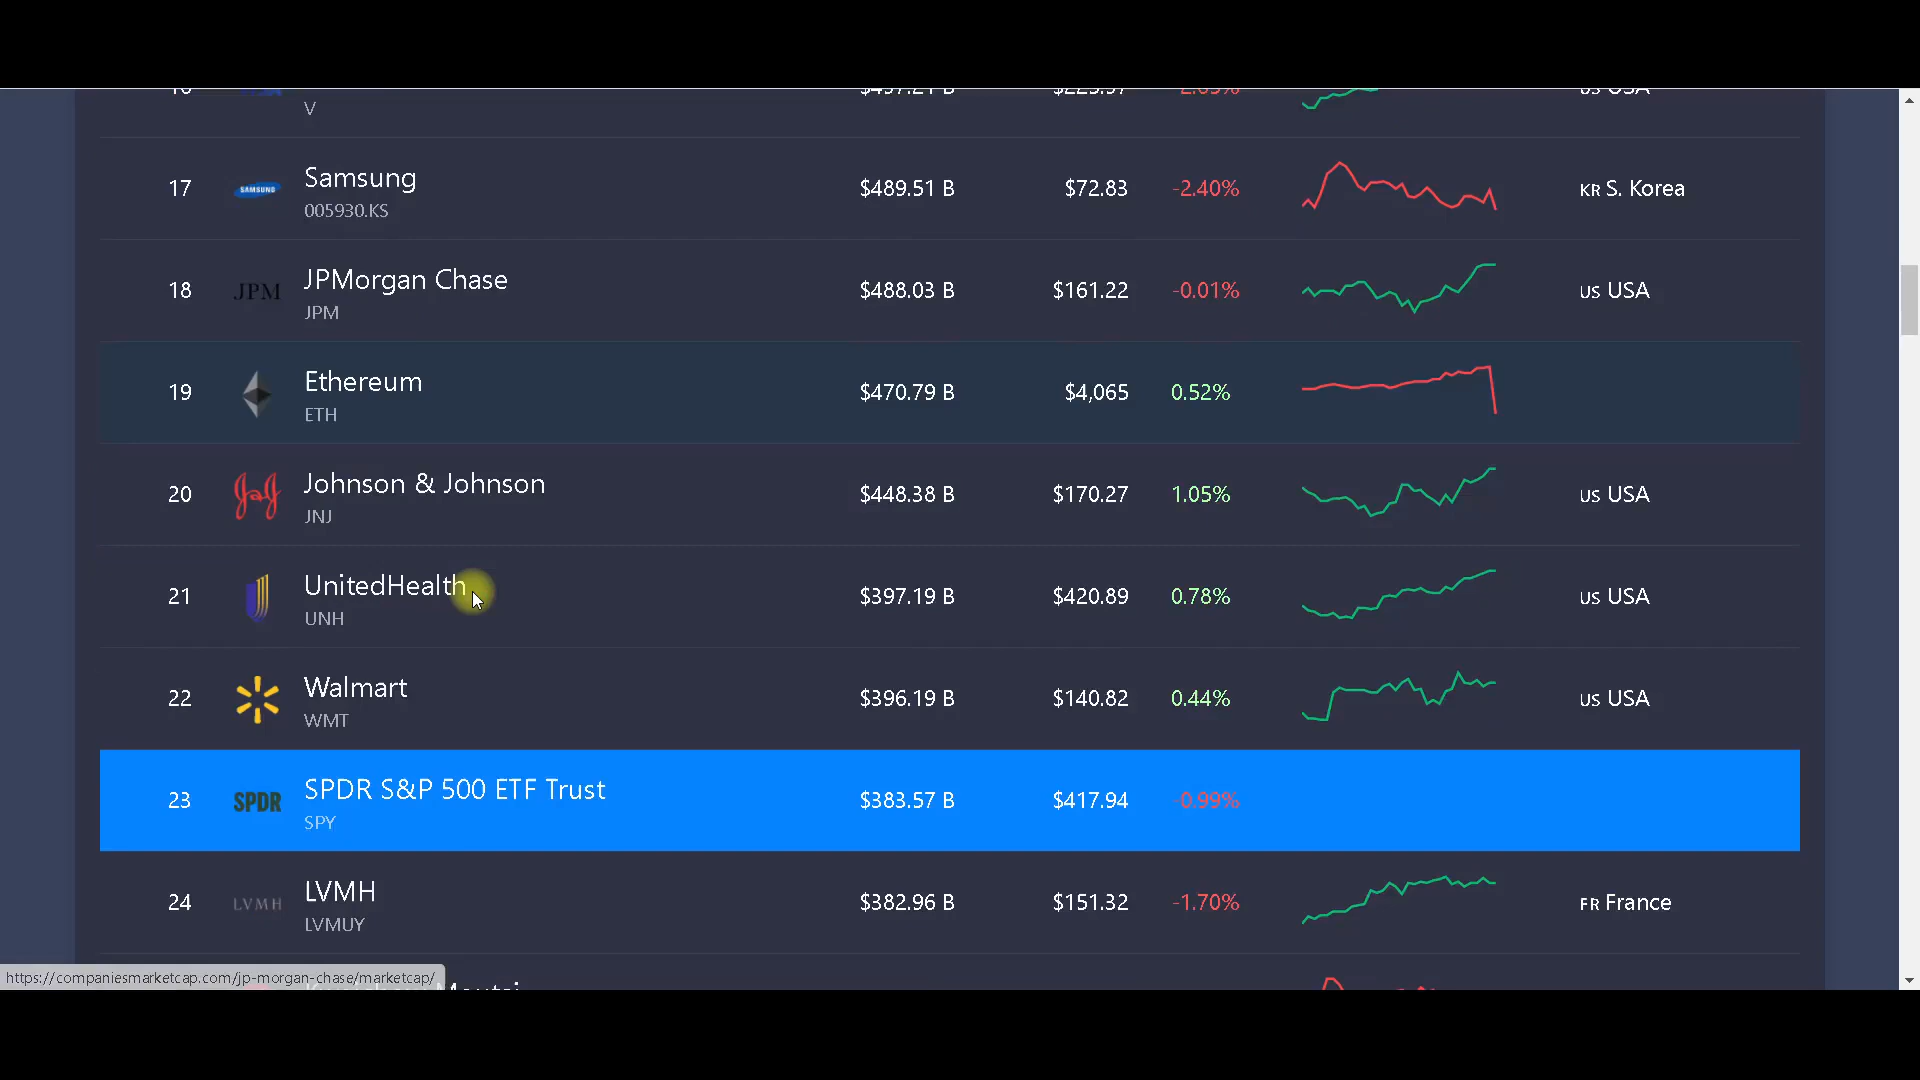 V
17 SAMSUNG Samsung $489.51 B $72.83 -2.40% KR S. Korea
005930.KS
18 JPM JPMorgan Chase $488.03 B $161.22 -0.01% US USA
JPM
19 Ethereum $470.79 B $4,065 0.52%
ETH
20 J&J Johnson & Johnson $448.38 B $170.27 1.05% US USA
JNJ
21 UnitedHealth $397.19 B $420.89 0.78% US USA
UNH
22 Walmart $396.19 B $140.82 0.44% US USA
WMT
23 SPDR SPDR S&P 500 ETF Trust $383.57 B $417.94 -0.99%
SPY
24 LVMH LVMH $382.96 B $151.32 -1.70% FR France
LVMUY
https://companiesmarketcap.com/jp-morgan-chase/marketcap/